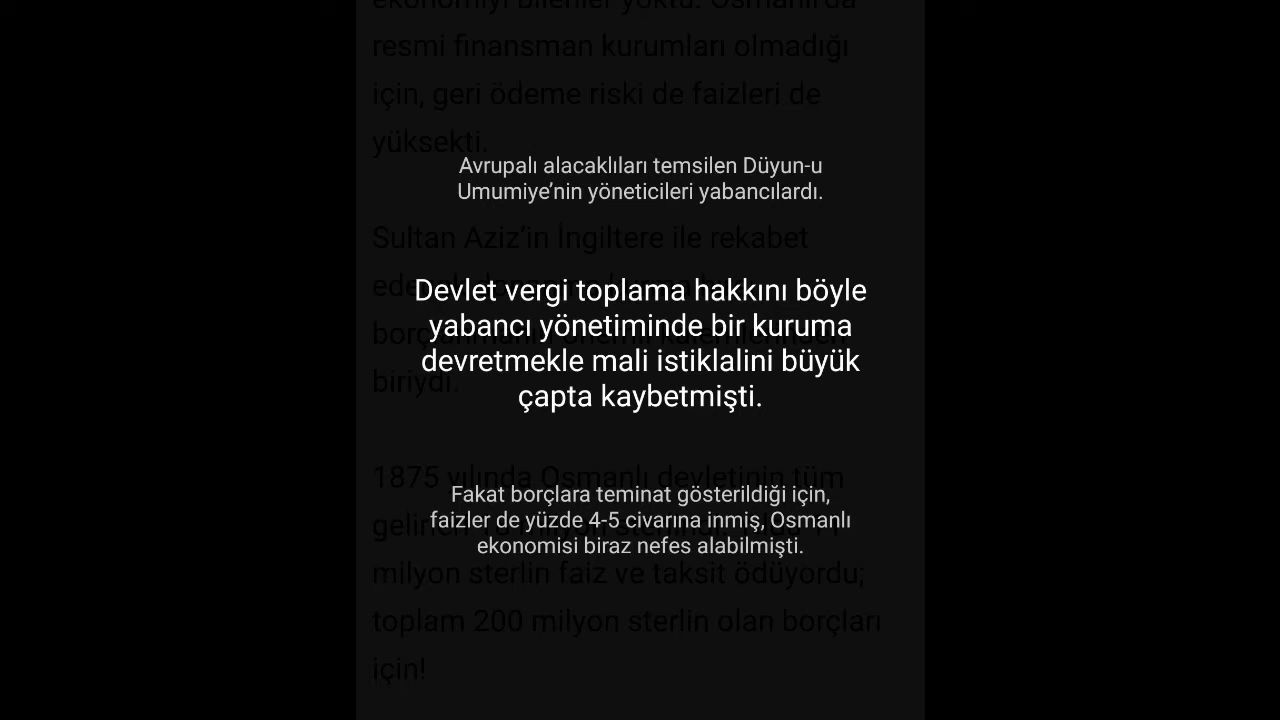 ekonomiyi bilenler yoktu. Osmanlı'da
resmi finansman kurumları olmadığı
için, geri ödeme riski de faizleri de
yüksekti.
Avrupalı alacaklıları temsilen Düyun-u
Umumiye’nin yöneticileri yabancılardı.
Sultan Aziz’in İngiltere ile rekabet
Devlet vergi toplama hakkını böyle
yabancı yönetiminde bir kuruma
devretmekle mali istiklalini büyük
çapta kaybetmişti.
biriydi.
1875 yılında Osmanlı devletinin tüm
Fakat borçlara teminat gösterildiği için,
faizler de yüzde 4-5 civarına inmiş, Osmanlı
ekonomisi biraz nefes alabilmişti.
milyon sterlin faiz ve taksit ödüyordu;
toplam 200 milyon sterlin olan borçları
için!